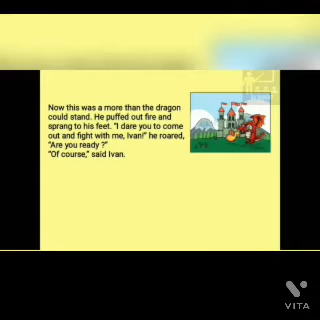 Now this was a more than the dragon
could stand. He puffed out fire and
sprang to his feet. "I dare you to come
out and fight with me, Ivan!" he roared,
"Are you ready ?"
"Of course," said Ivan.
VITA